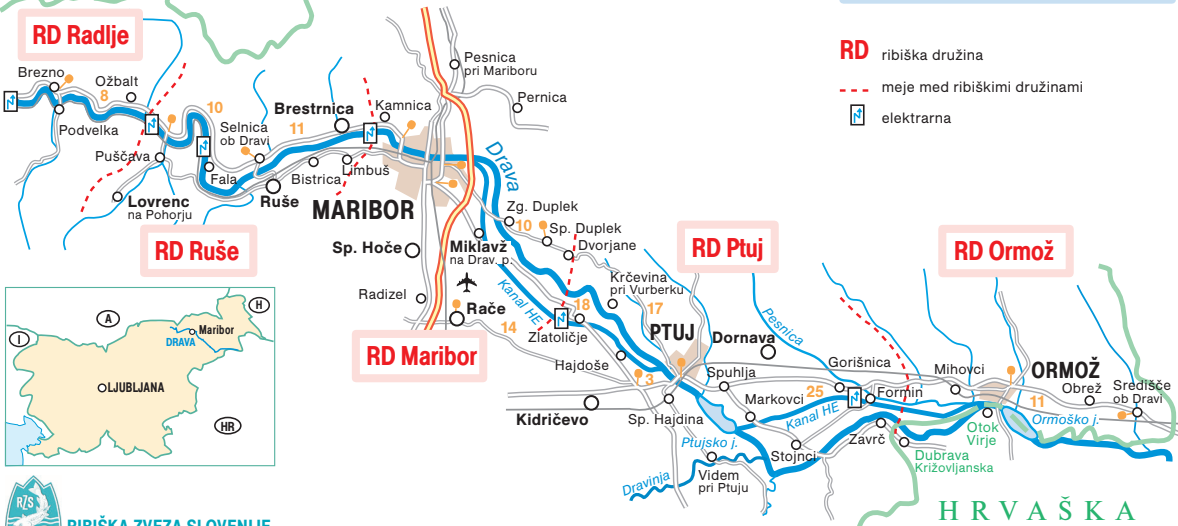 RD Radlje
Brezno
8
Ožbalt
Podvelka
10
Puščava
Fala
Selnica
ob Dravi
11
Brestrnica
Kamnica
Bistrica
Limbuš
Ruše
Lovrenc
na Pohorju
RD Ruše
Pesnica
pri Mariboru
Pernica
MARIBOR
Drava
Sp. Hoče
Miklavž
na Drav. p.
Radizel
Rače
14
RD Maribor
Zg. Duplek
10
Sp. Duplek
Dvorjane
Krčevina
pri Vurberku
17
Kanal HE
18
Zlatoličje
Hajdoše
3
RD Ptuj
PTUJ
Dornava
Pesnica
Spuhlja
Gorišnica
Markovci
25
Kanal HE
Formin
Kidričevo
Sp. Hajdina
Ptujsko j.
Stojnci
Zavrč
Dravinja
Videm
pri Ptuju
RD Ormož
Mihovci
ORMOŽ
Obrež
Središče
ob Dravi
11
Ormoško j.
Otok
Virje
Dubrava
Križovljanska
HRVAŠKA
RD ribiška družina
meje med ribiškimi družinami
elektrarna
A
H
I
HR
Maribor
DRAVA
LJUBLJANA
RZS
RIBIŠKA ZVEZA SLOVENIJE